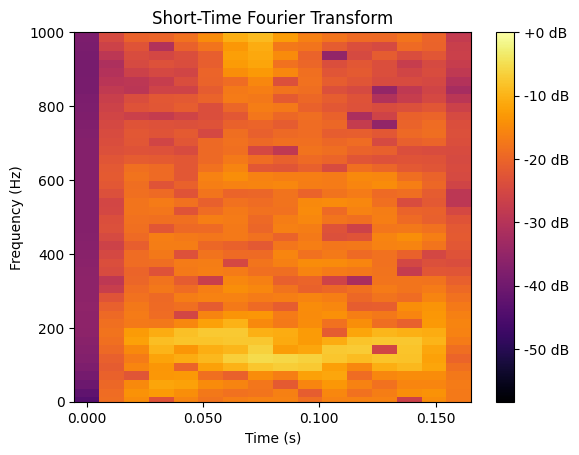 Short-Time Fourier Transform
1000
800
600
400
200
0
Frequency (Hz)
0.000
0.050
0.100
0.150
Time (s)
+0 dB
-10 dB
-20 dB
-30 dB
-40 dB
-50 dB